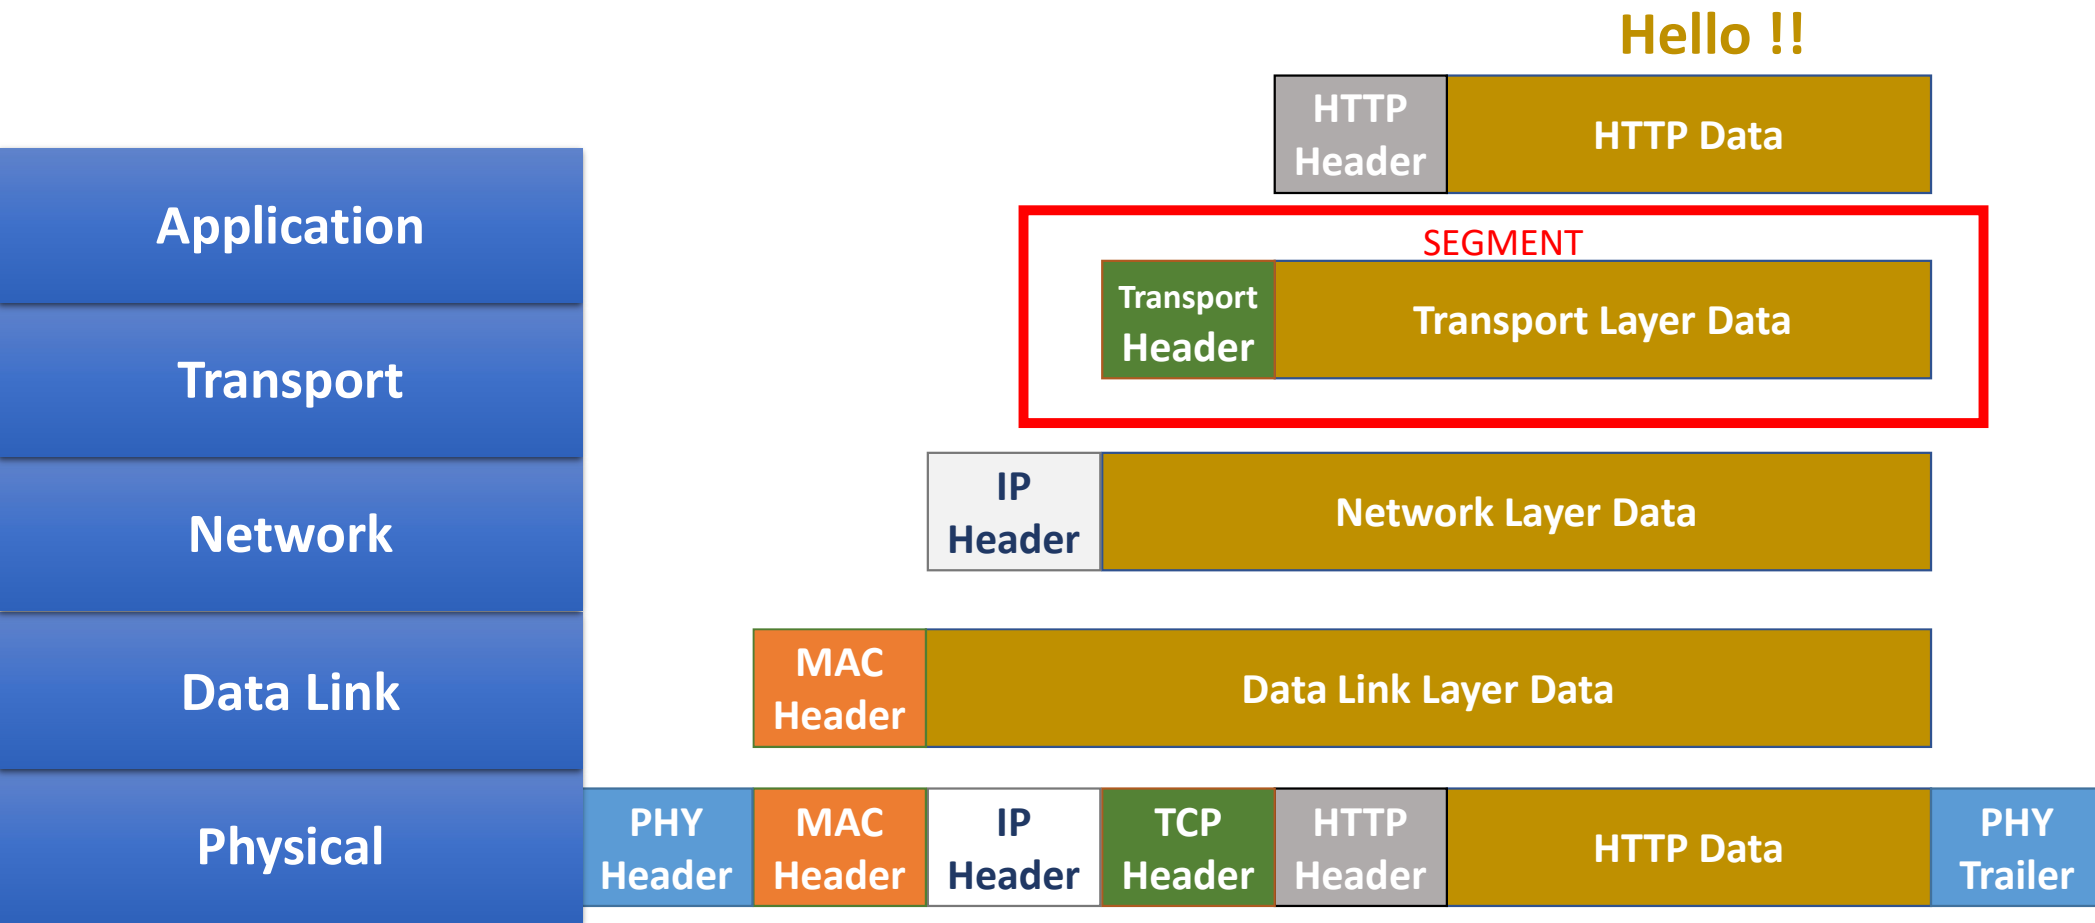 Hello !!
HTTP
Header
HTTP Data
Application
SEGMENT
Transport
Header
Transport Layer Data
Transport
IP
Header
Network Layer Data
Network
MAC
Header
Data Link Layer Data
Data Link
Physical
PHY
Header
MAC
Header
IP
Header
TCP
Header
HTTP
Header
HTTP Data
PHY
Trailer